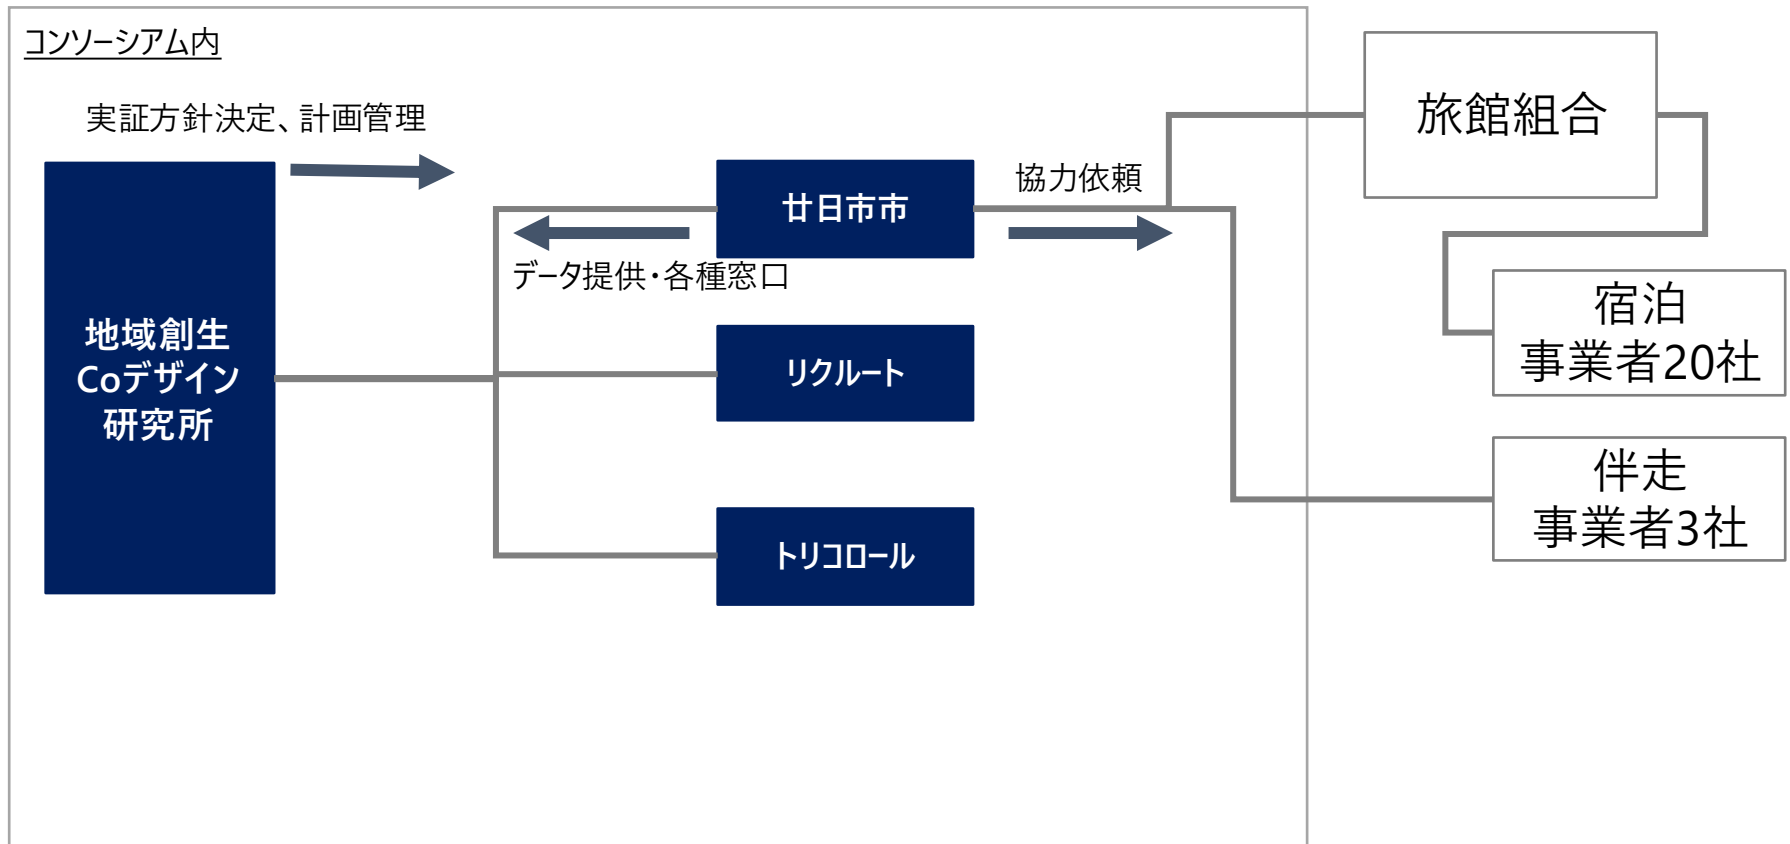 コンソーシアム内
実証方針決定、計画管理
地域創生
Coデザイン
研究所
廿日市市
データ提供・各種窓口
協力依頼
リクルート
トリコロール
旅館組合
宿泊
事業者20社
伴走
事業者3社